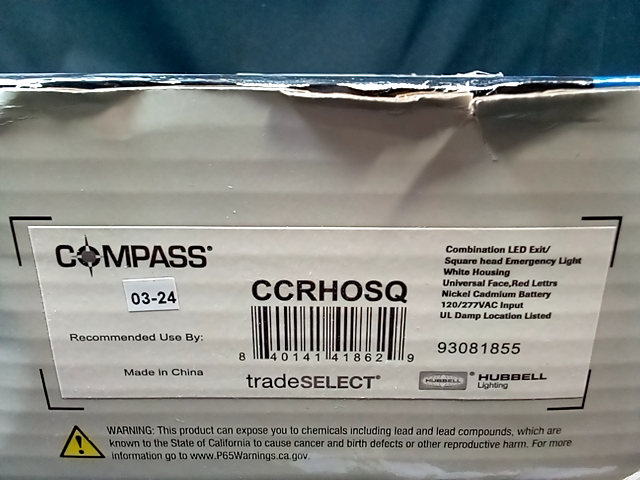 COMPASS®
03-24
Recommended Use By:
Made in China
CCRHOSQ
8 40141 41862 9
tradeSELECT®
Combination LED Exit/
Square head Emergency Light
White Housing
Universal Face,Red Lettrs
Nickel Cadmium Battery
120/277VAC Input
UL Damp Location Listed
93081855
HUBBELL® HUBBELL
Lighting
WARNING: This product can expose you to chemicals including lead and lead compounds, which are
known to the State of California to cause cancer and birth defects or other reproductive harm. For more
information go to www.P65Warnings.ca.gov.